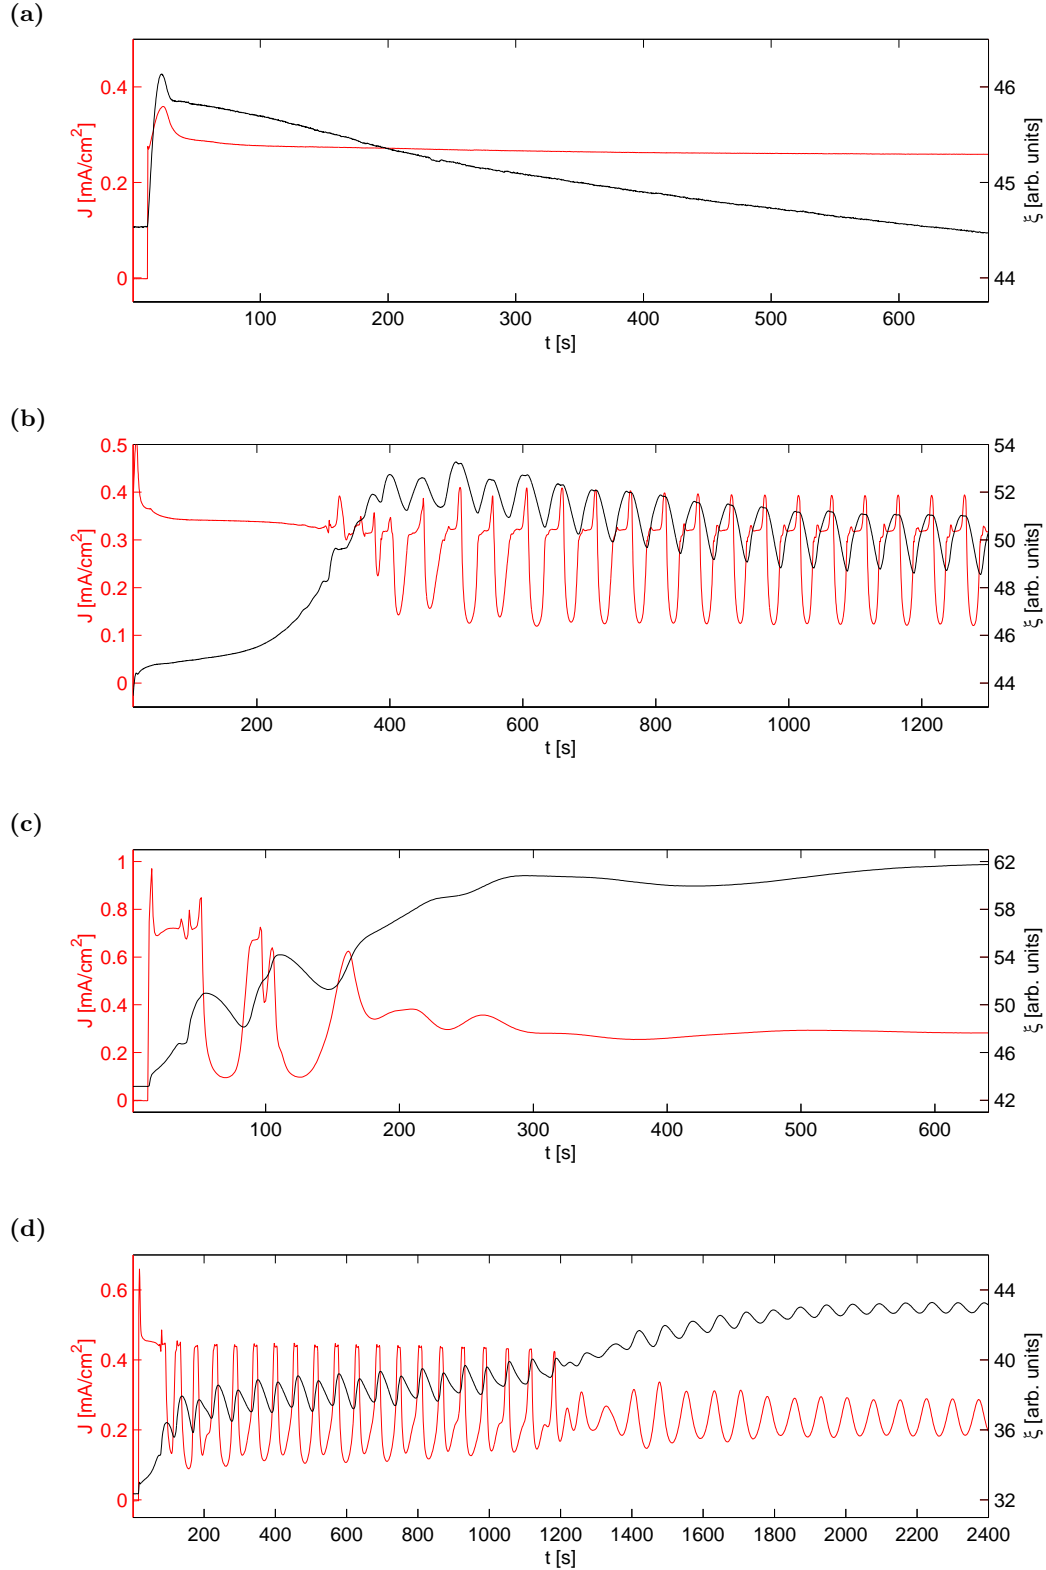 (a)
0.4
0.2
0
J [mA/cm²]
46
45
44
ξ [arb. units]
100 200 300 400 500 600
t [s]
(b)
0.5
0.4
0.3
0.2
0.1
0
J [mA/cm²]
54
52
50
48
46
44
ξ [arb. units]
200 400 600 800 1000 1200
t [s]
(c)
1
0.8
0.6
0.4
0.2
0
J [mA/cm²]
62
58
54
50
46
42
ξ [arb. units]
100 200 300 400 500 600
t [s]
(d)
0.6
0.4
0.2
0
J [mA/cm²]
44
40
36
32
ξ [arb. units]
200 400 600 800 1000 1200 1400 1600 1800 2000 2200 2400
t [s]